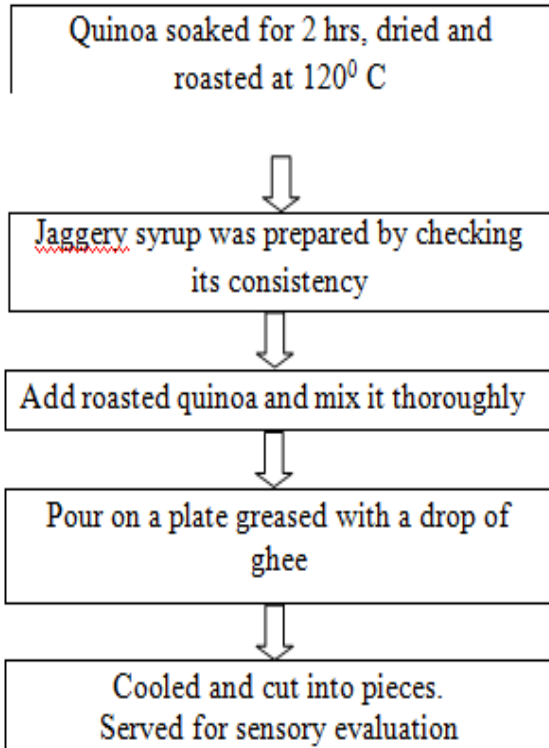 Quinoa soaked for 2 hrs, dried and
roasted at 120⁰ C
Jaggery syrup was prepared by checking
its consistency
Add roasted quinoa and mix it thoroughly
Pour on a plate greased with a drop of
ghee
Cooled and cut into pieces.
Served for sensory evaluation